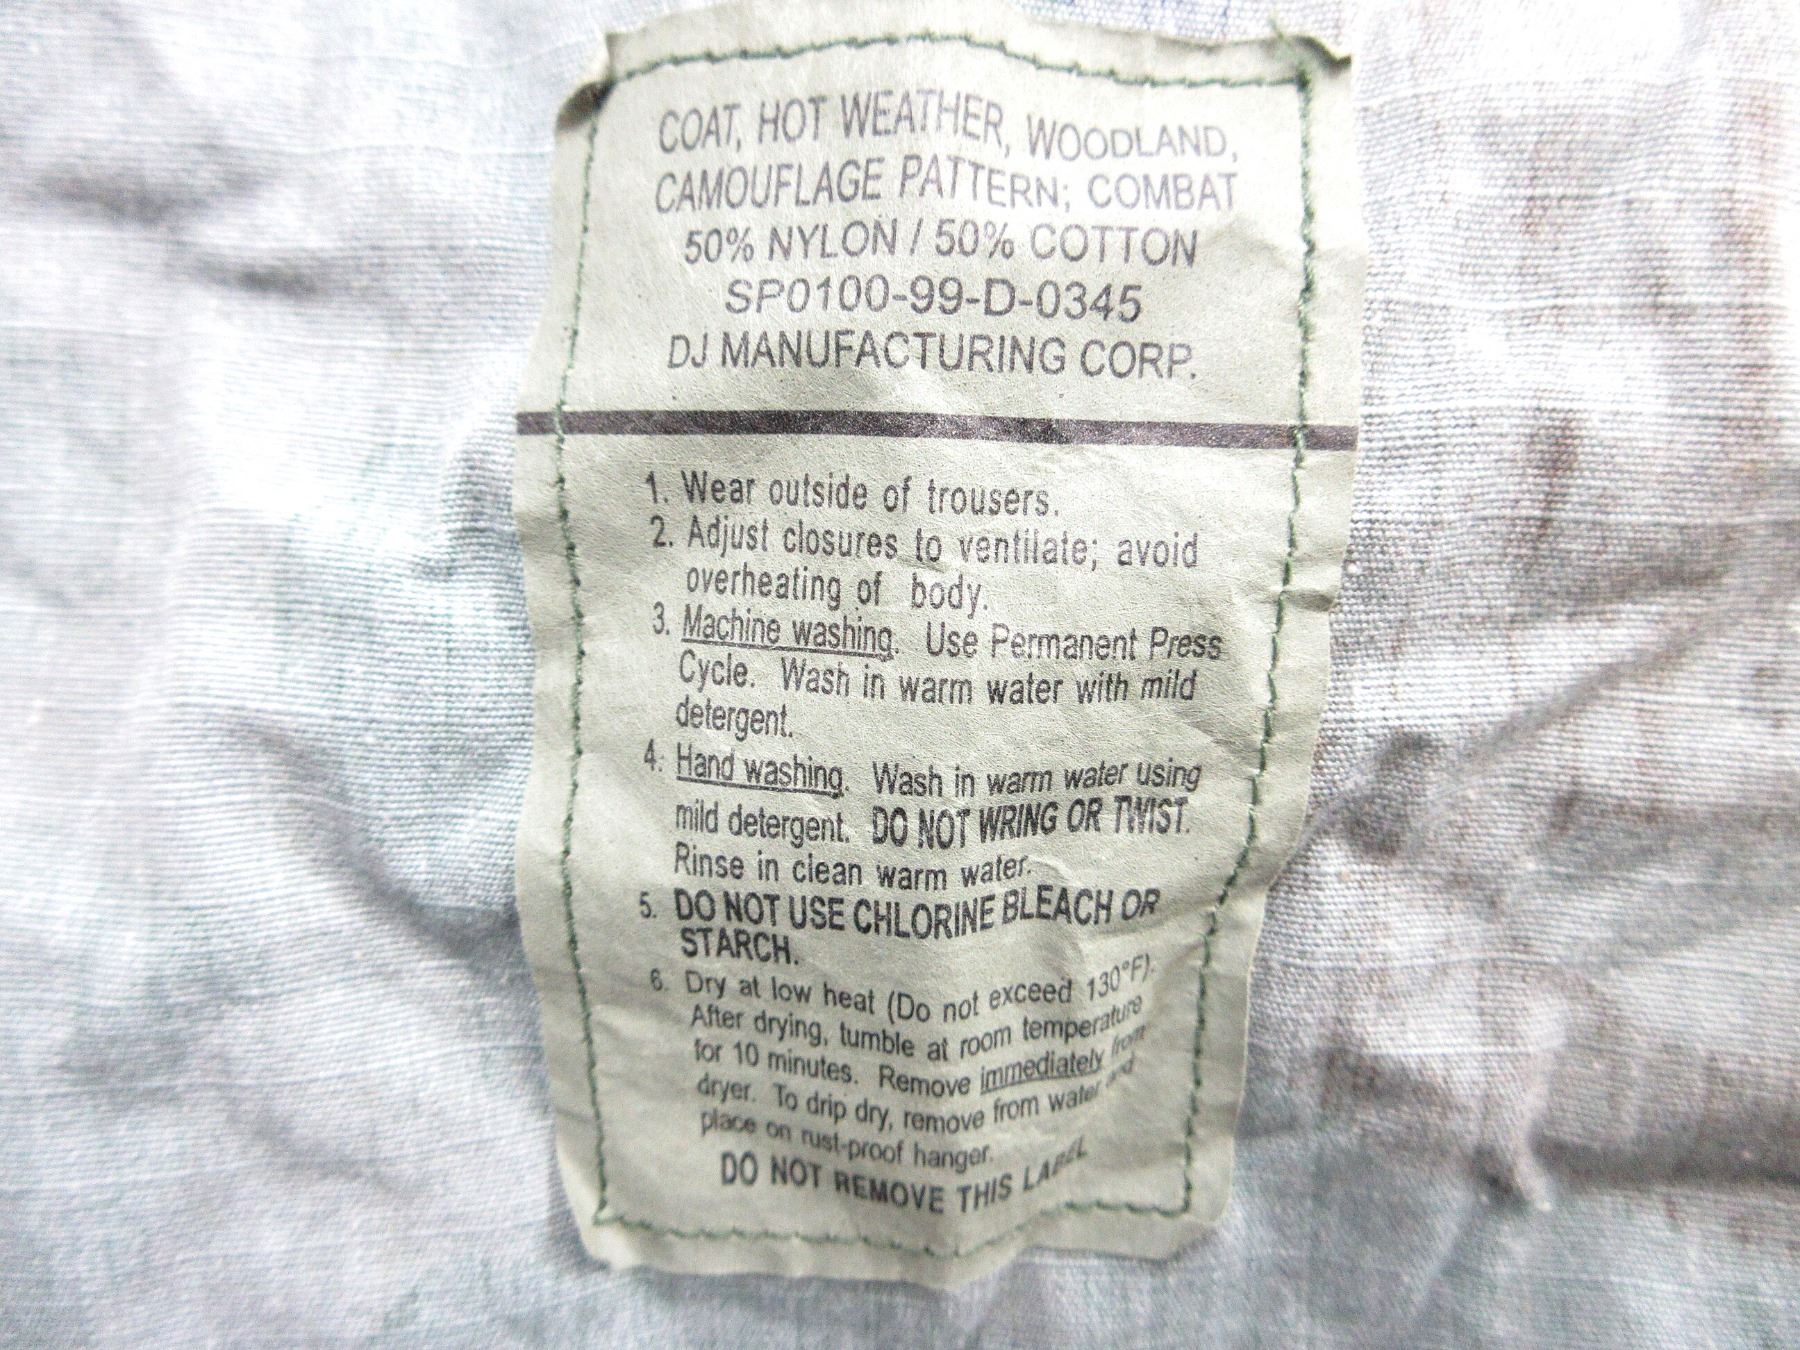 COAT, HOT WEATHER, WOODLAND,
CAMOUFLAGE PATTERN; COMBAT
50% NYLON / 50% COTTON
SP0100-99-D-0345
DJ MANUFACTURING CORP.
1. Wear outside of trousers.
2. Adjust closures to ventilate; avoid
overheating of body.
3. Machine washing. Use Permanent Press
Cycle. Wash in warm water with mild
detergent.
4. Hand washing. Wash in warm water using
mild detergent. DO NOT WRING OR TWIST.
Rinse in clean warm water.
5. DO NOT USE CHLORINE BLEACH OR
STARCH.
6. Dry at low heat (Do not exceed 130°F).
After drying, tumble at room temperature
for 10 minutes. Remove immediately from
dryer. To drip dry, remove from water and
place on rust-proof hanger.
DO NOT REMOVE THIS LABEL